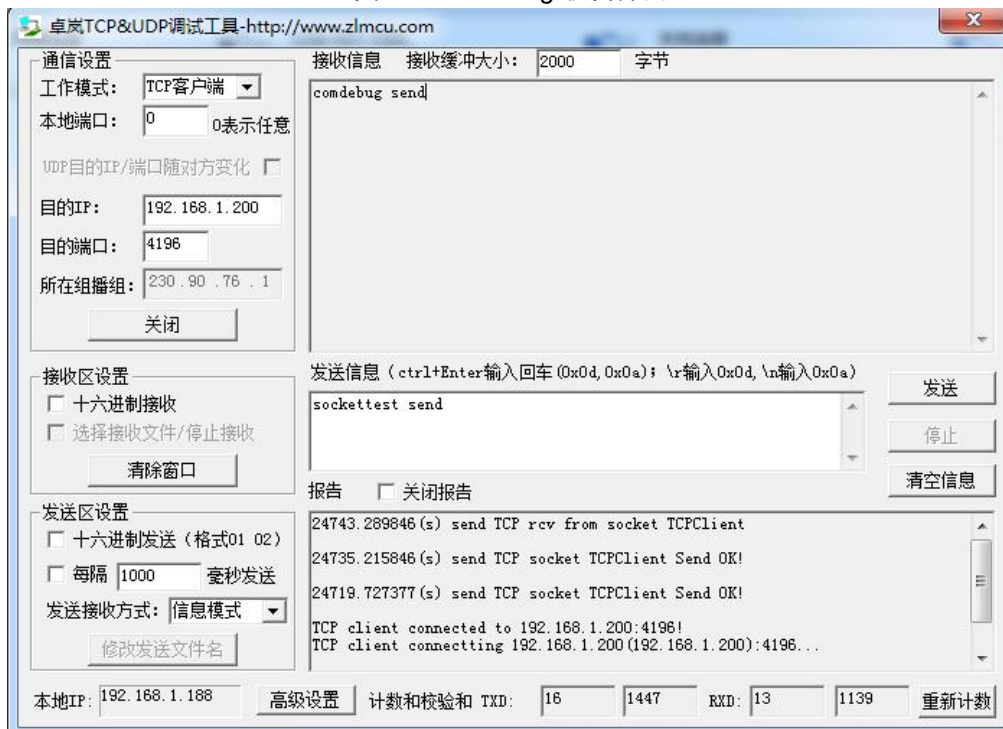 卓岚TCP&UDP调试工具-http://www.zlmcu.com
通信设置
工作模式： TCP客户端
本地端口： 0 0表示任意
UDP目的IP/端口随对方变化
目的IP： 192.168.1.200
目的端口： 4196
所在组播组： 230 .90 .76 . 1
关闭
接收信息 接收缓冲大小： 2000 字节
comdebug send
接收区设置
十六进制接收
选择接收文件/停止接收
清除窗口
发送信息（ctrl+Enter输入回车(0x0d,0x0a)；\r输入0x0d,\n输入0x0a）
sockettest send
发送
停止
清空信息
发送区设置
十六进制发送（格式01 02）
每隔 1000 毫秒发送
发送接收方式： 信息模式
修改发送文件名
报告 关闭报告
24743.289846(s) send TCP rcv from socket TCPClient
24735.215846(s) send TCP socket TCPClient Send OK!
24719.727377(s) send TCP socket TCPClient Send OK!
TCP client connected to 192.168.1.200:4196!
TCP client connectting 192.168.1.200(192.168.1.200):4196...
本地IP: 192.168.1.188 高级设置 计数和校验和 TXD: 16 1447 RXD: 13 1139 重新计数